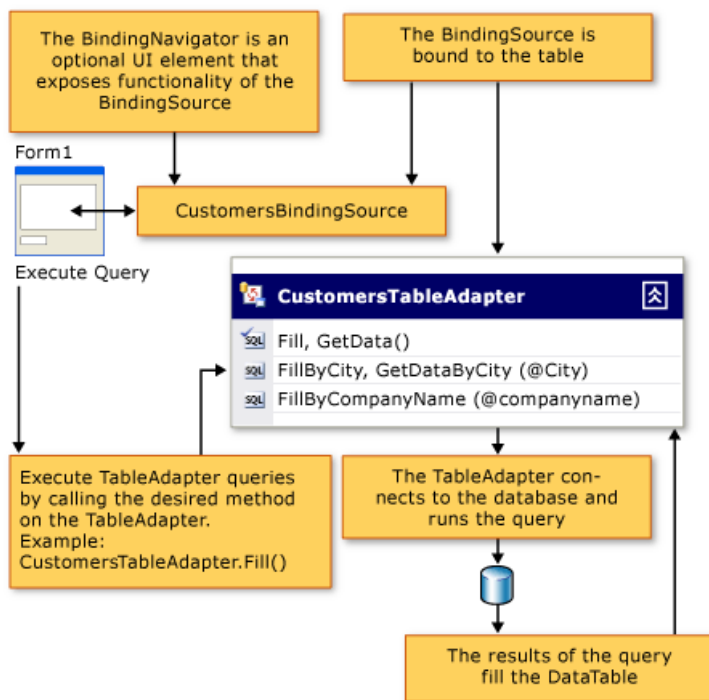 The BindingNavigator is an
optional UI element that
exposes functionality of the
BindingSource
The BindingSource is
bound to the table
Form1
CustomersBindingSource
Execute Query
CustomersTableAdapter
SQL Fill, GetData()
SQL FillByCity, GetDataByCity (@City)
SQL FillByCompanyName (@companyname)
Execute TableAdapter queries
by calling the desired method
on the TableAdapter.
Example:
CustomersTableAdapter.Fill()
The TableAdapter con-
nects to the database and
runs the query
The results of the query
fill the DataTable